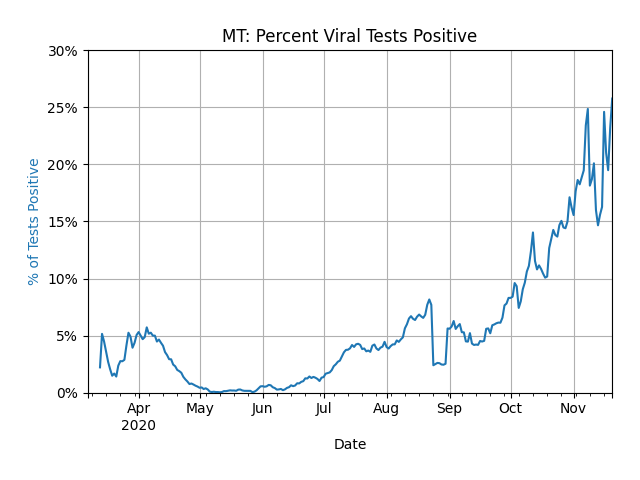 MT: Percent Viral Tests Positive
30%
25%
20%
15%
10%
5%
0%
% of Tests Positive
Apr
2020
May
Jun
Jul
Aug
Sep
Oct
Nov
Date